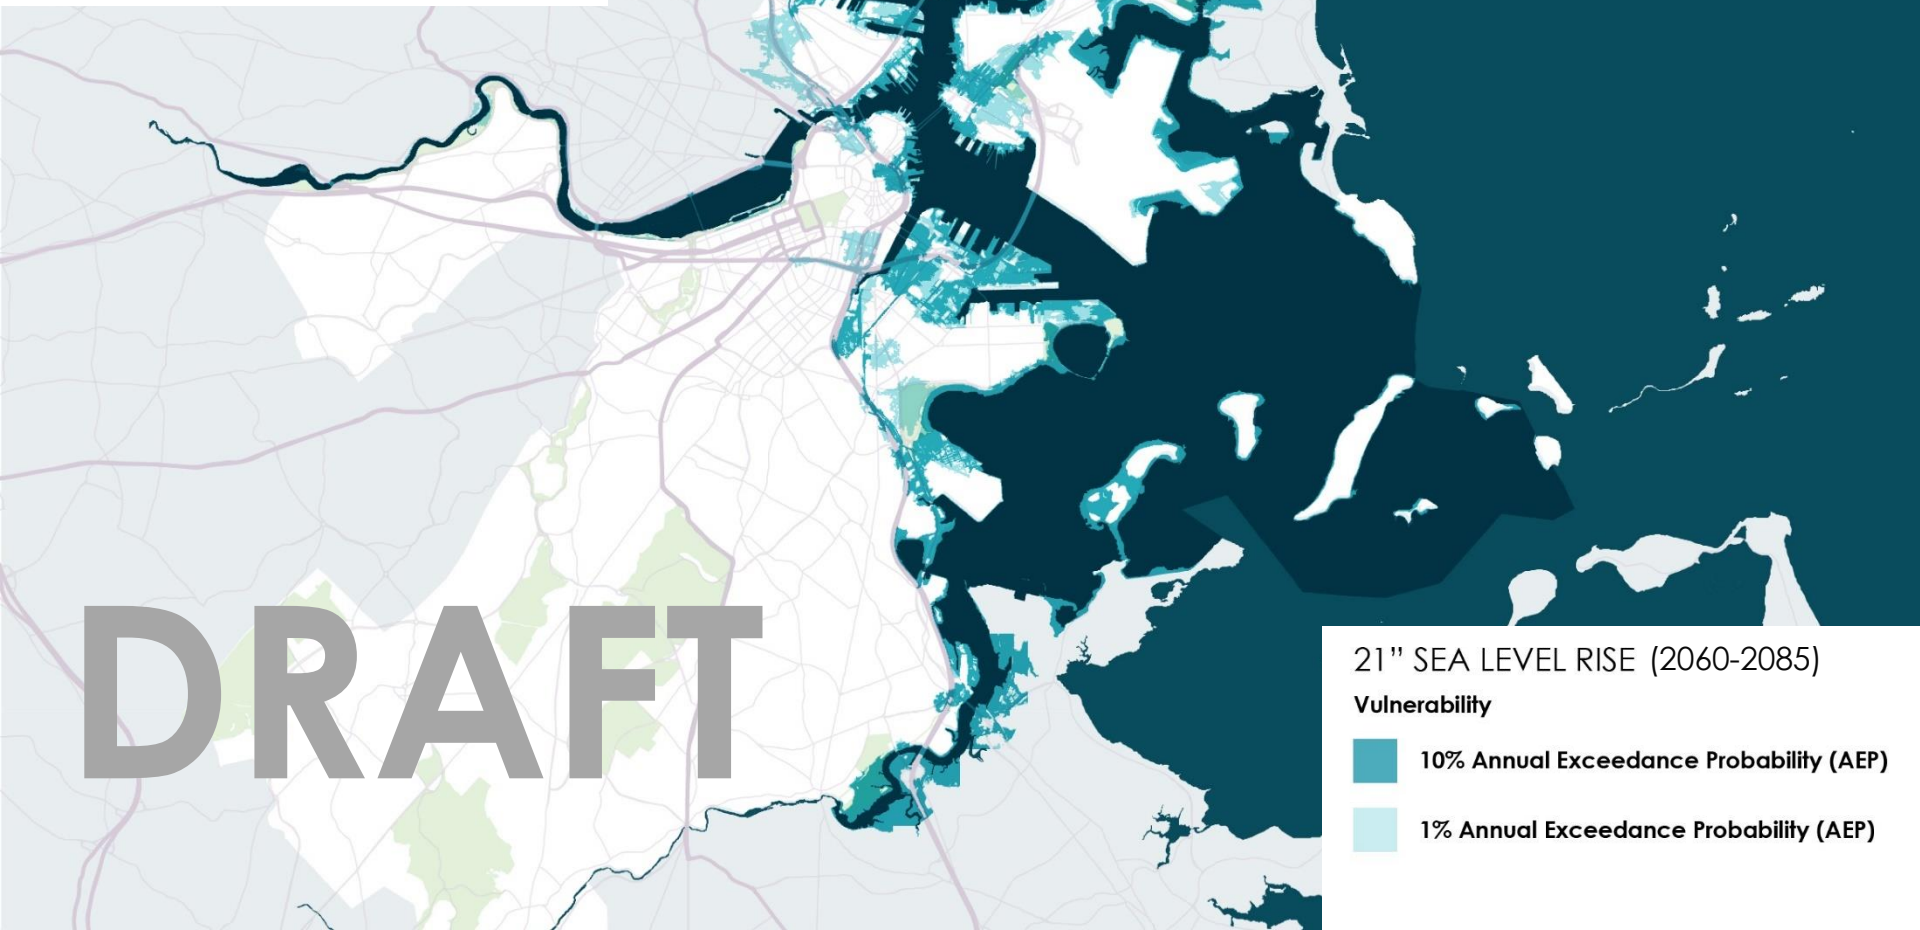 DRAFT
21” SEA LEVEL RISE (2060-2085)
Vulnerability
10% Annual Exceedance Probability (AEP)
1% Annual Exceedance Probability (AEP)